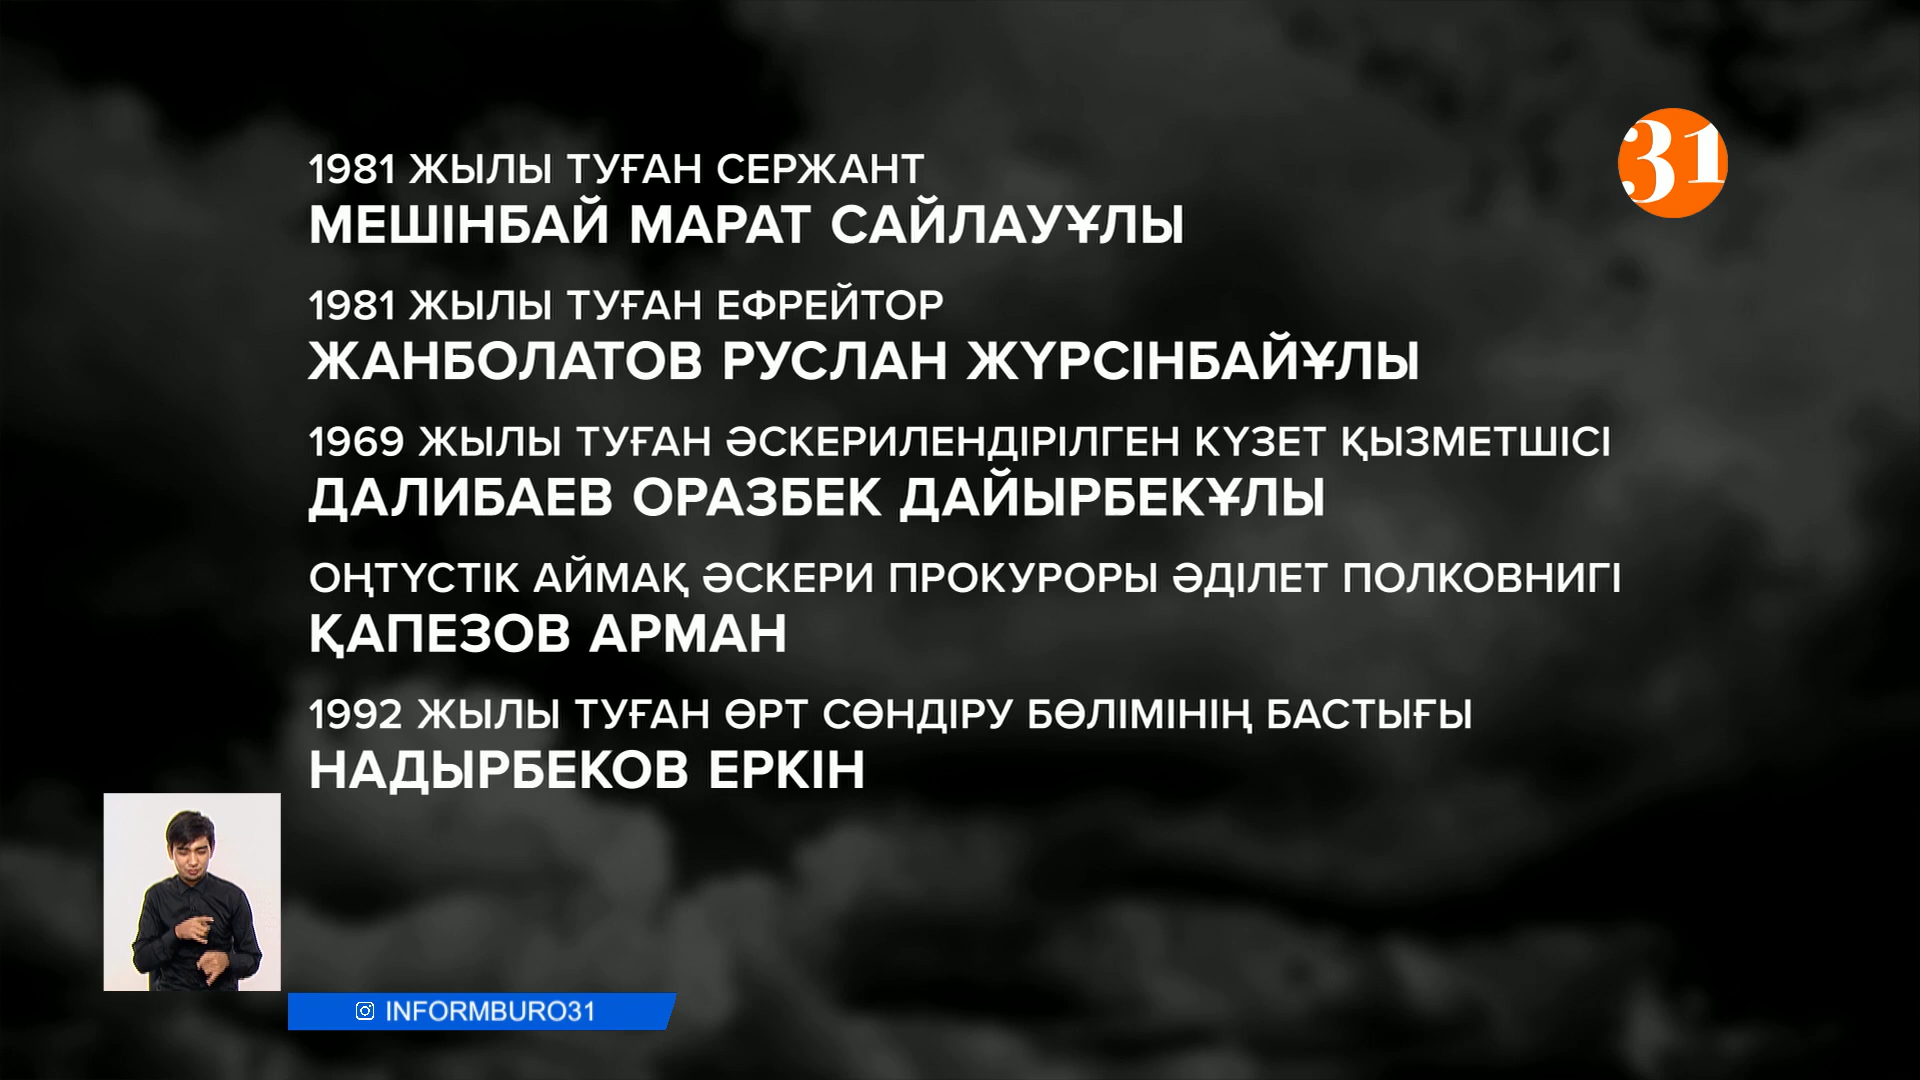 31
1981 ЖЫЛЫ ТУҒАН СЕРЖАНТ
МЕШІНБАЙ МАРАТ САЙЛАУҰЛЫ
1981 ЖЫЛЫ ТУҒАН ЕФРЕЙТОР
ЖАНБОЛАТОВ РУСЛАН ЖҮРСІНБАЙҰЛЫ
1969 ЖЫЛЫ ТУҒАН ӘСКЕРИЛЕНДІРІЛГЕН КҮЗЕТ ҚЫЗМЕТШІСІ
ДАЛИБАЕВ ОРАЗБЕК ДАЙЫРБЕКҰЛЫ
ОҢТҮСТІК АЙМАҚ ӘСКЕРИ ПРОКУРОРЫ ӘДІЛЕТ ПОЛКОВНИГІ
ҚАПЕЗОВ АРМАН
1992 ЖЫЛЫ ТУҒАН ӨРТ СӨНДІРУ БӨЛІМІНІҢ БАСТЫҒЫ
НАДЫРБЕКОВ ЕРКІН
INFORMBURO31